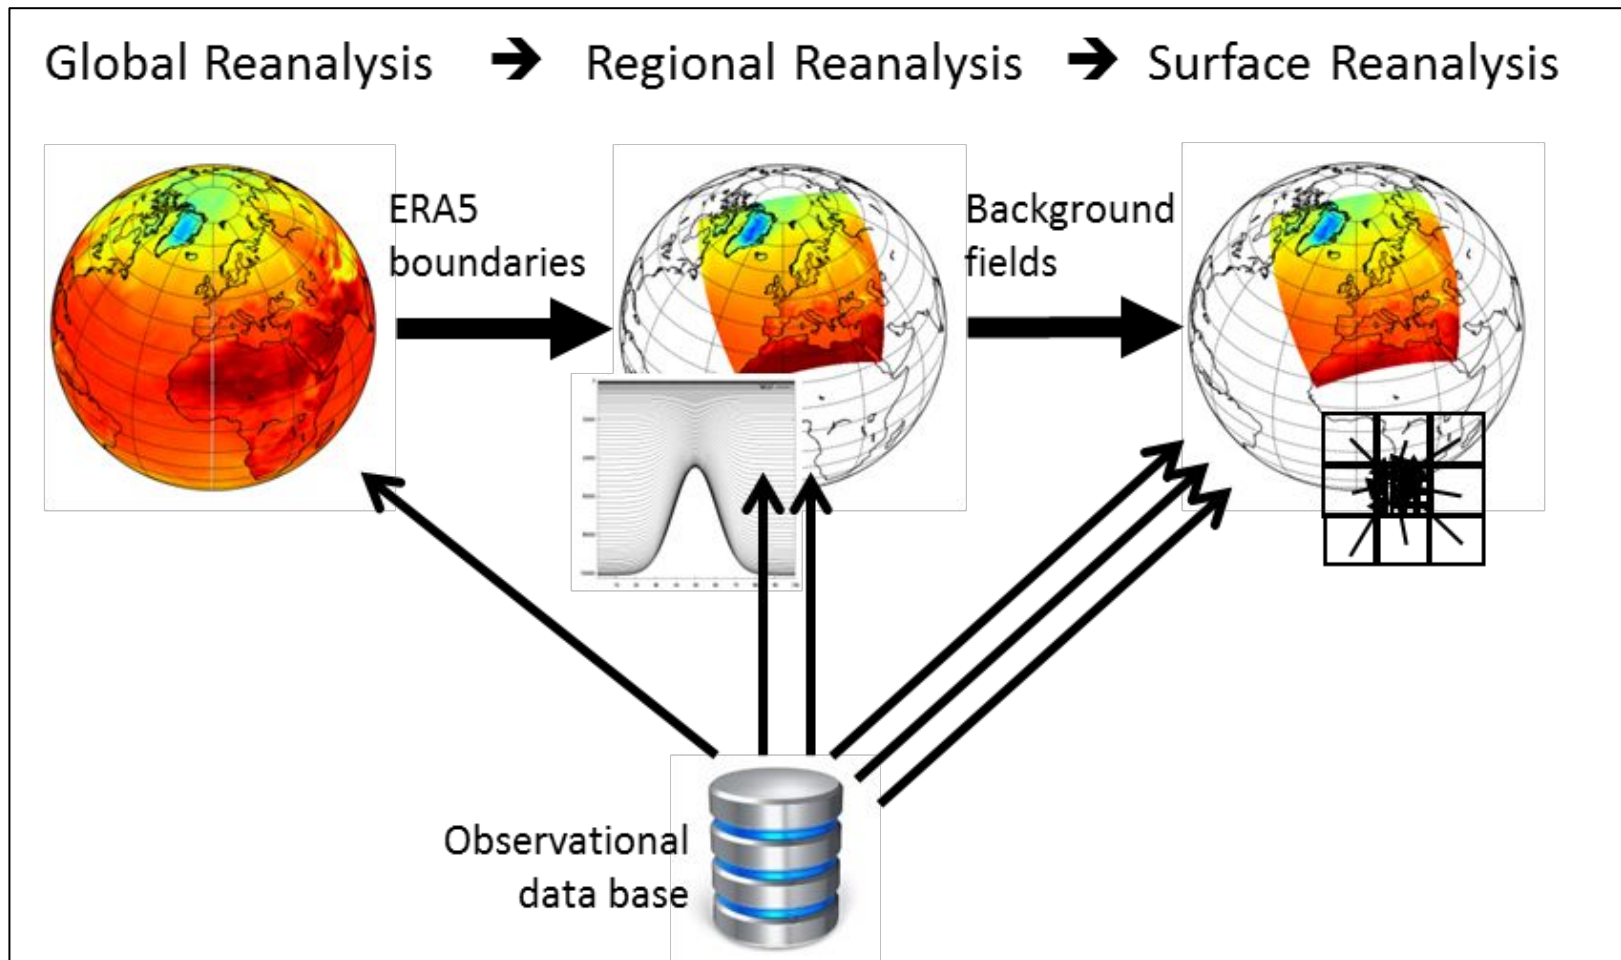 Global Reanalysis ➔ Regional Reanalysis ➔ Surface Reanalysis
ERA5
boundaries
Background
fields
Observational
data base